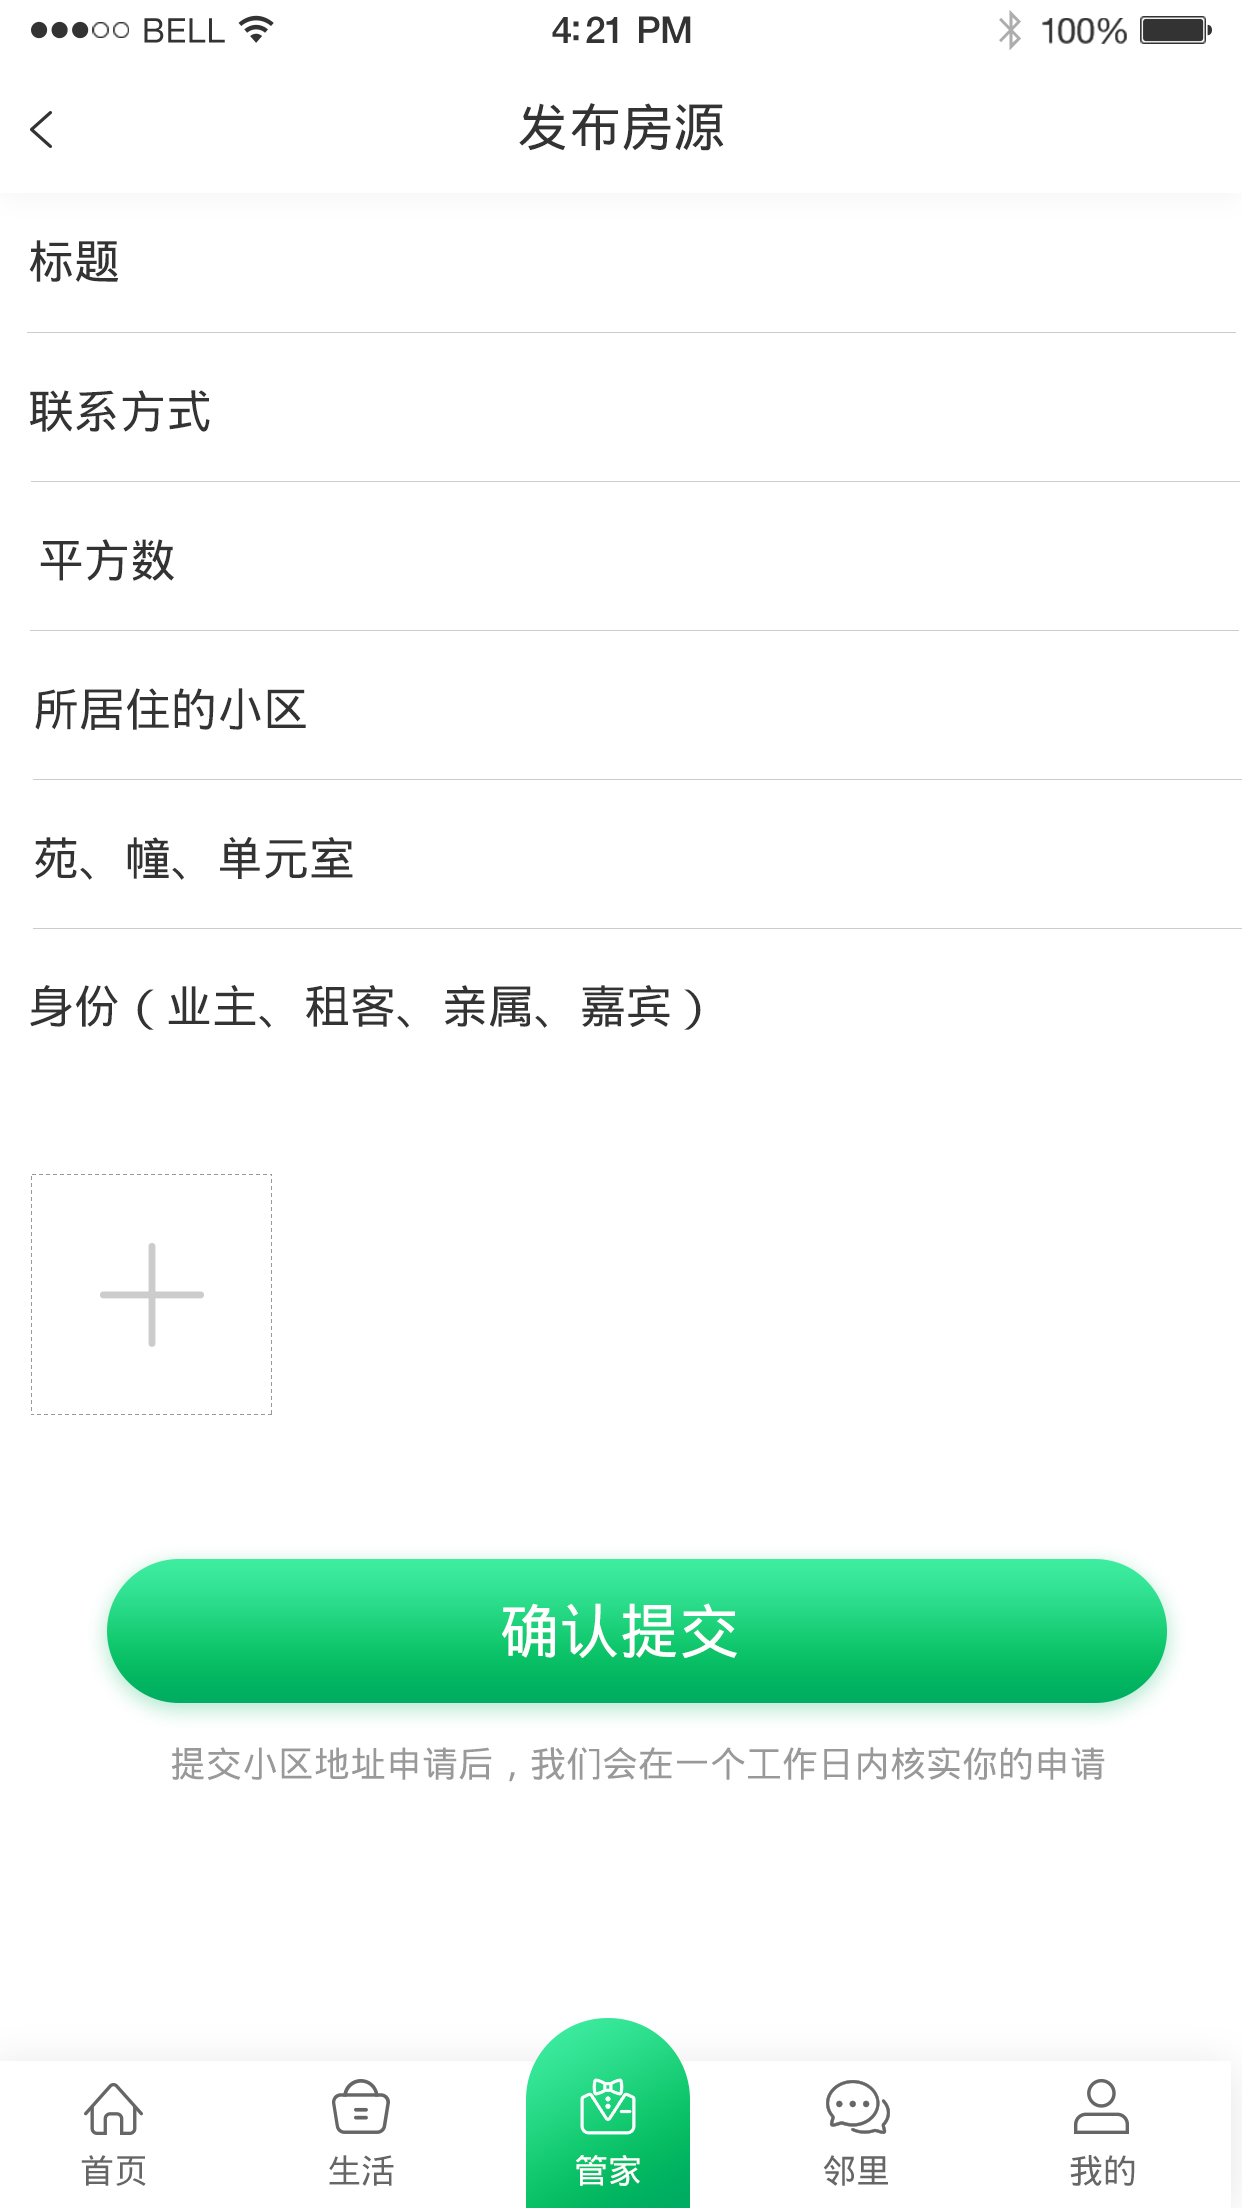 BELL 4:21 PM 100%
发布房源
标题
联系方式
平方数
所居住的小区
苑、幢、单元室
身份（业主、租客、亲属、嘉宾）
确认提交
提交小区地址申请后，我们会在一个工作日内核实你的申请
首页 生活 管家 邻里 我的